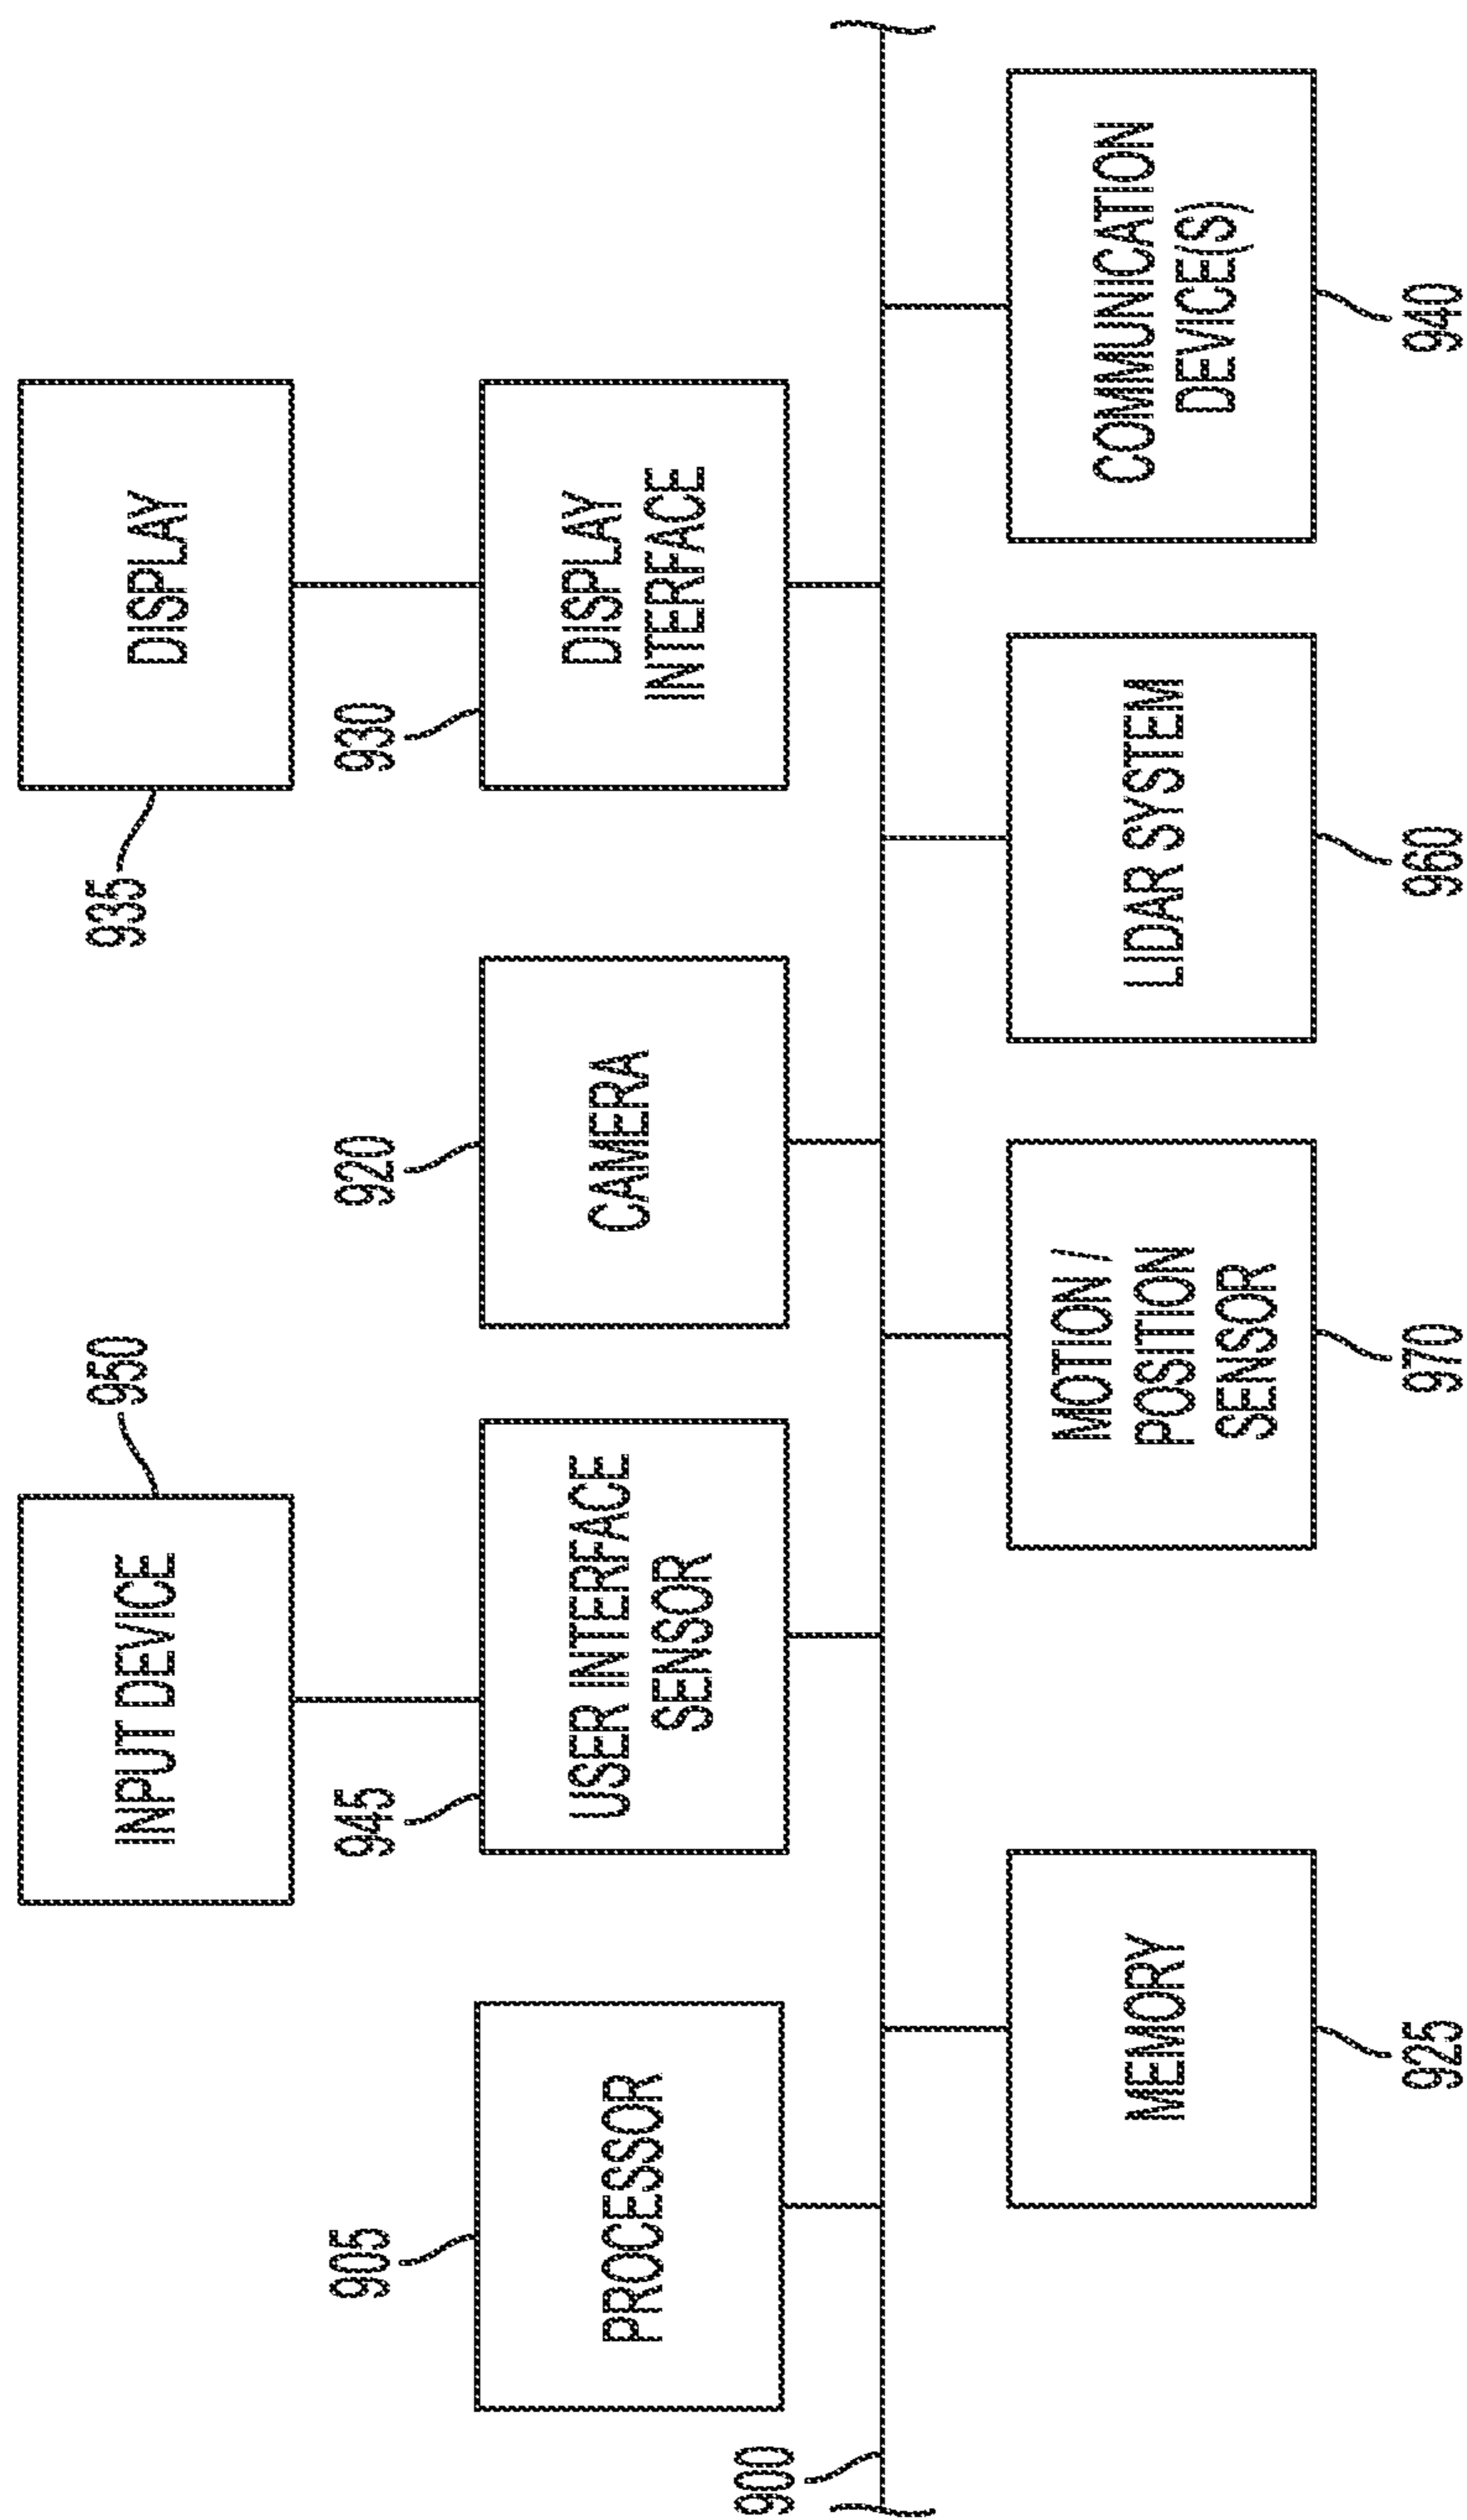 INPUT DEVICE
950
935
DISPLAY
905
945
920
930
PROCESSOR
USER INTERFACE
SENSOR
CAMERA
DISPLAY
INTERFACE
900
MEMORY
MOTION /
POSITION
SENSOR
LIDAR SYSTEM
COMMUNICATION
DEVICE(S)
925
970
960
940